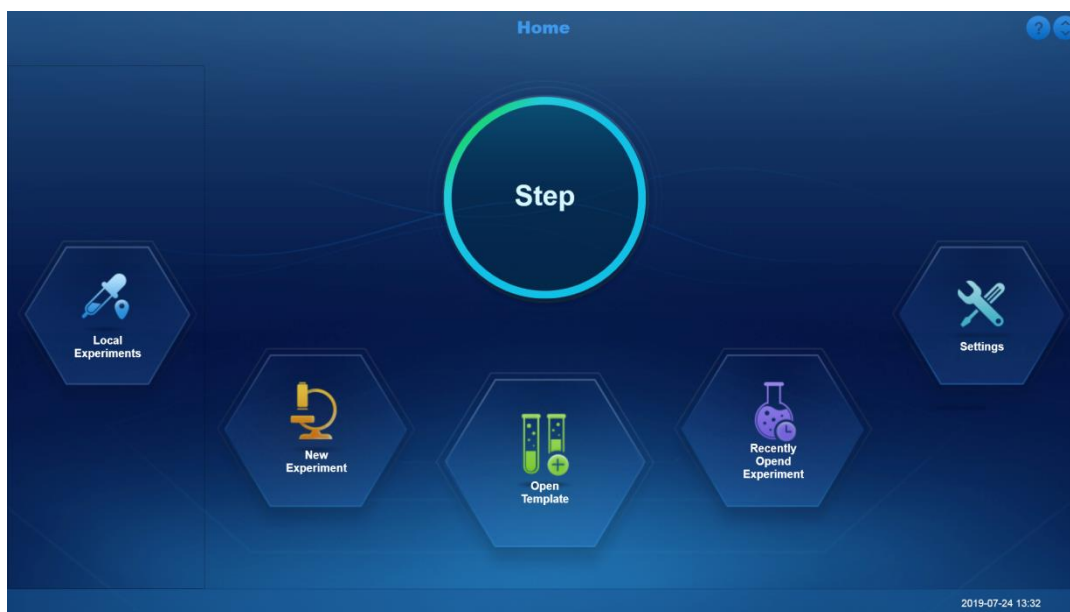 Home
?
Step
Local
Experiments
New
Experiment
Open
Template
Recently
Opend
Experiment
Settings
2019-07-24 13:32